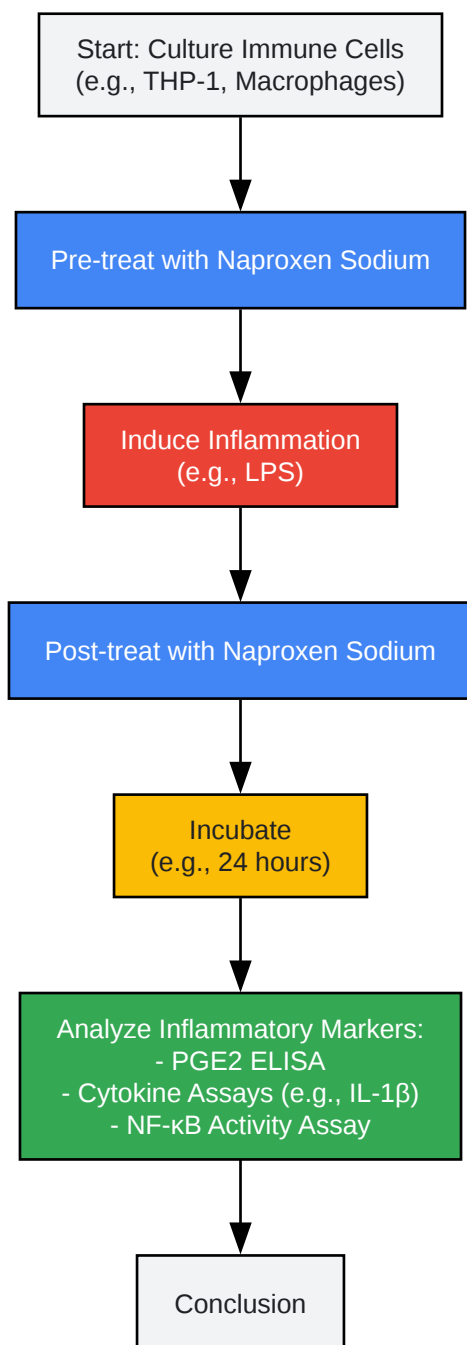 Start: Culture Immune Cells
(e.g., THP-1, Macrophages)
Pre-treat with Naproxen Sodium
Induce Inflammation
(e.g., LPS)
Post-treat with Naproxen Sodium
Incubate
(e.g., 24 hours)
Analyze Inflammatory Markers:
- PGE2 ELISA
- Cytokine Assays (e.g., IL-1β)
- NF-κB Activity Assay
Conclusion